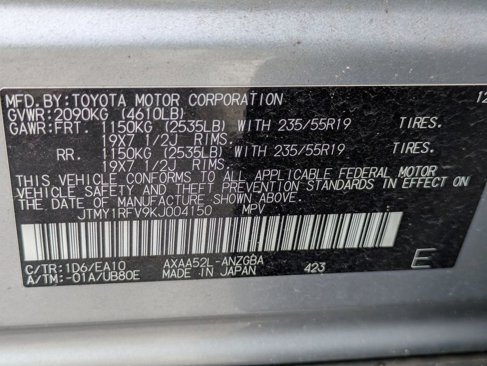 MFD.BY:TOYOTA MOTOR CORPORATION 12
GVWR:2090KG (4610LB)
GAWR:FRT. 1150KG (2535LB) WITH 235/55R19 TIRES.
19X7 1/2J RIMS.
RR. 1150KG (2535LB) WITH 235/55R19 TIRES.
19X7 1/2J RIMS.
THIS VEHICLE CONFORMS TO ALL APPLICABLE FEDERAL MOTOR
VEHICLE SAFETY AND THEFT PREVENTION STANDARDS IN EFFECT ON
THE DATE OF MANUFACTURE SHOWN ABOVE.
JTMY1RFV9KJ004150 MPV
C/TR:1D6/EA10 AXAA52L-ANZGBA
A/TM:-01A/UB80E MADE IN JAPAN 423 E